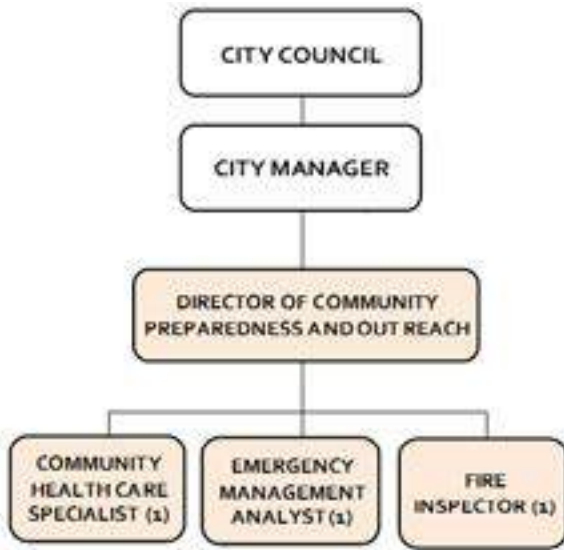 CITY COUNCIL
CITY MANAGER
DIRECTOR OF COMMUNITY
PREPAREDNESS AND OUT REACH
COMMUNITY
HEALTH CARE
SPECIALIST (1)
EMERGENCY
MANAGEMENT
ANALYST (1)
FIRE
INSPECTOR (1)